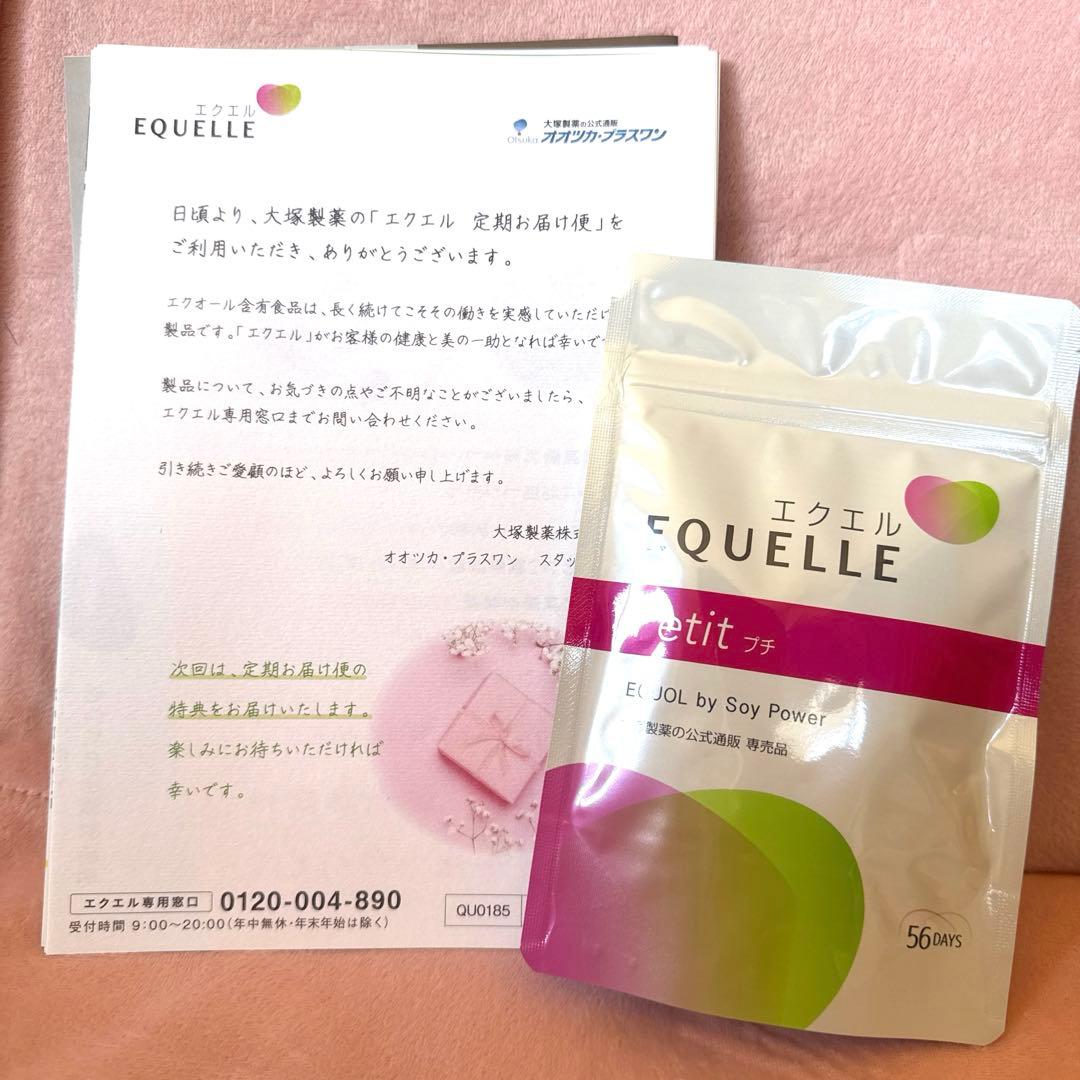 エクエル
EQUELLE
大塚製薬の公式通販
Otsuka オオツカ・プラスワン
日頃より、大塚製薬の「エクエル 定期お届け便」を
ご利用いただき、ありがとうございます。
エクオール含有食品は、長く続けてこそその働きを実感していただけ
製品です。「エクエル」がお客様の健康と美の一助となれば幸いで
製品について、お気づきの点やご不明なことがございましたら、
エクエル専用窓口までお問い合わせください。
引き続きご愛顧のほど、よろしくお願い申し上げます。
大塚製薬株式
オオツカ・プラスワン スタッ
次回は、定期お届け便の
特典をお届けいたします。
楽しみにお待ちいただければ
幸いです。
エクエル専用窓口 0120-004-890
受付時間 9:00～20:00(年中無休・年末年始は除く)
QU0185
エクエル
EQUELLE
etit プチ
EQUOL by Soy Power
製薬の公式通販 専売品
56DAYS